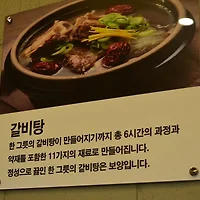 갈비탕
한 그릇의 갈비탕이 만들어지기까지 총 6시간의 과정과
약재를 포함한 11가지의 재료로 만들어집니다.
정성으로 끓인 한 그릇의 갈비탕은 보양입니다.